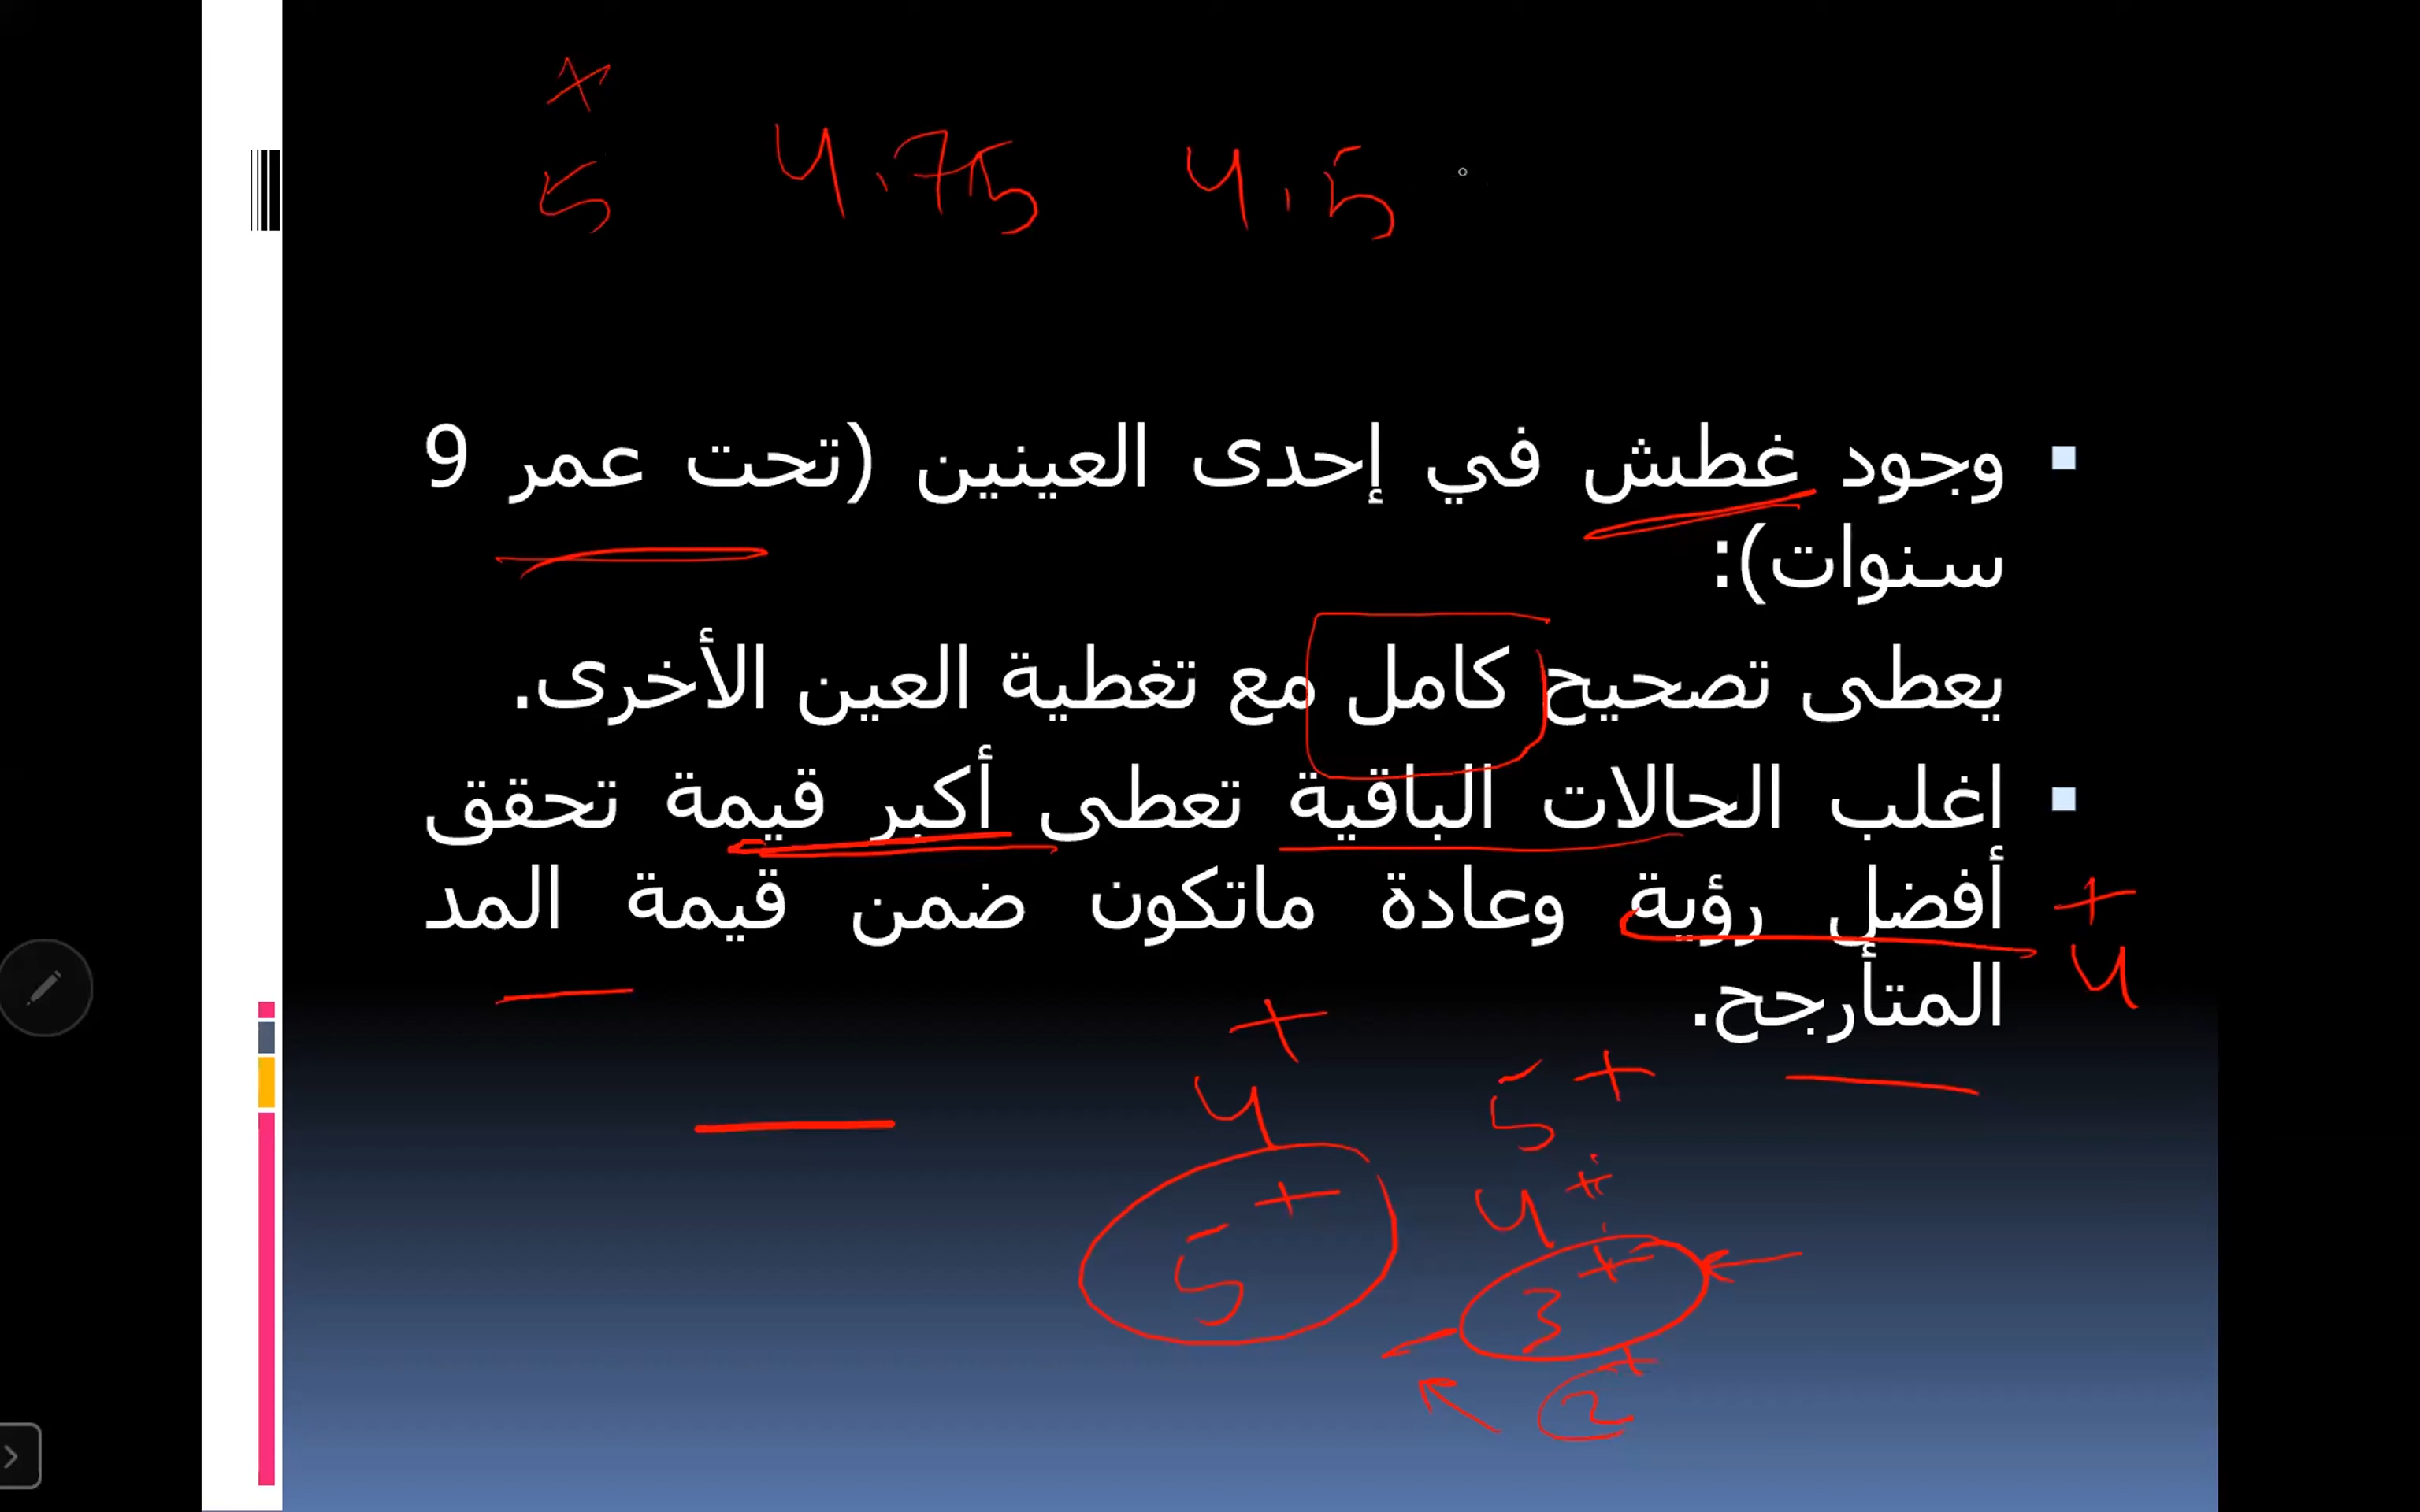 +
5 4.75 4.5
وجود غطش في إحدى العينين (تحت عمر 9
سنوات):
يعطى تصحيح كامل مع تغطية العين الأخرى.
اغلب الحالات الباقية تعطى أكبر قيمة تحقق
أفضل رؤية وعادة ماتكون ضمن قيمة المد
المتأرجح.
+
4
+
4
5 +
5 +
4 +
3 +
2 +